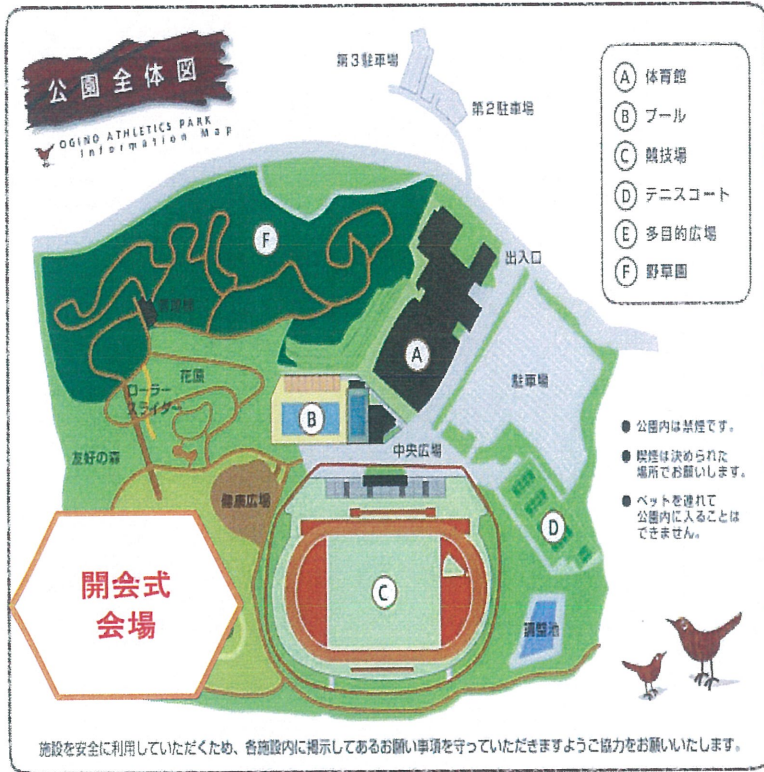 公園全体図
OGINO ATHLETICS PARK
Information Map
第3駐車場
第2駐車場
A 体育館
B プール
C 競技場
D テニスコート
E 多目的広場
F 野草園
F
出入口
展望棟
A
駐車場
花園
ローラー
スライダー
B
中央広場
友好の森
健康広場
● 公園内は禁煙です。
● 喫煙は決められた
場所でお願いします。
● ペットを連れて
公園内に入ることは
できません。
D
開会式
会場
C
調整池
施設を安全に利用していただくため、各施設内に掲示してあるお願い事項を守っていただきますようご協力をお願いいたします。